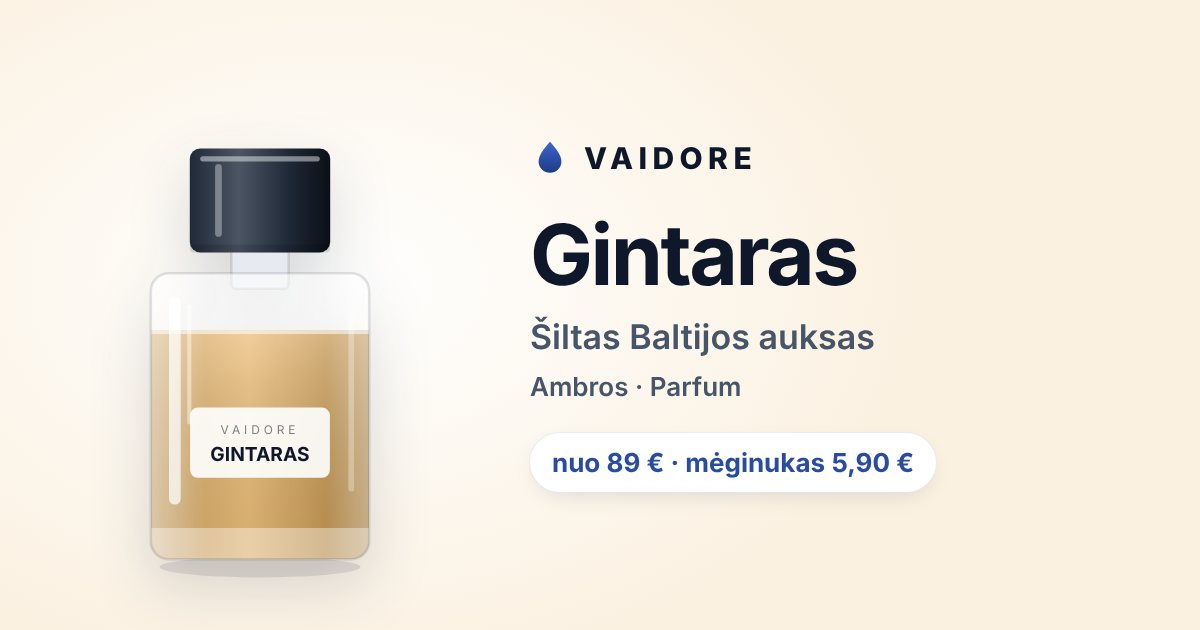 VAIDORE
Gintaras
Šiltas Baltijos auksas
Ambros · Parfum
nuo 89 € · mėginukas 5,90 €
VAIDORE
GINTARAS